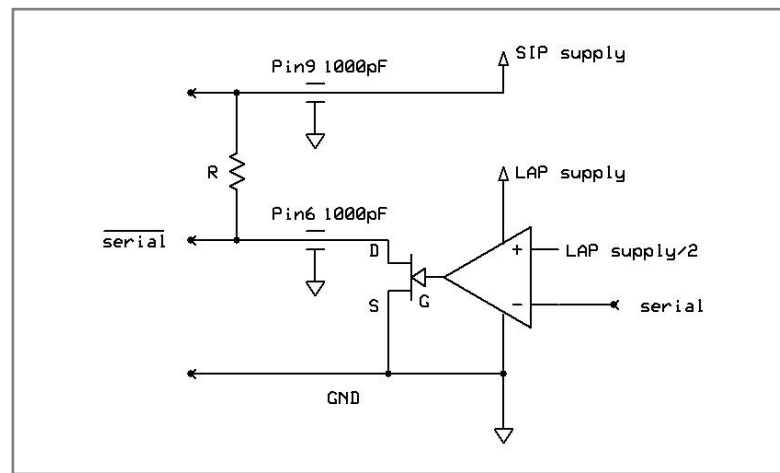 SIP supply
Pin9 1000pF
R
LAP supply
Pin6 1000pF
serial
D
+
LAP supply/2
S
G
−
serial
GND